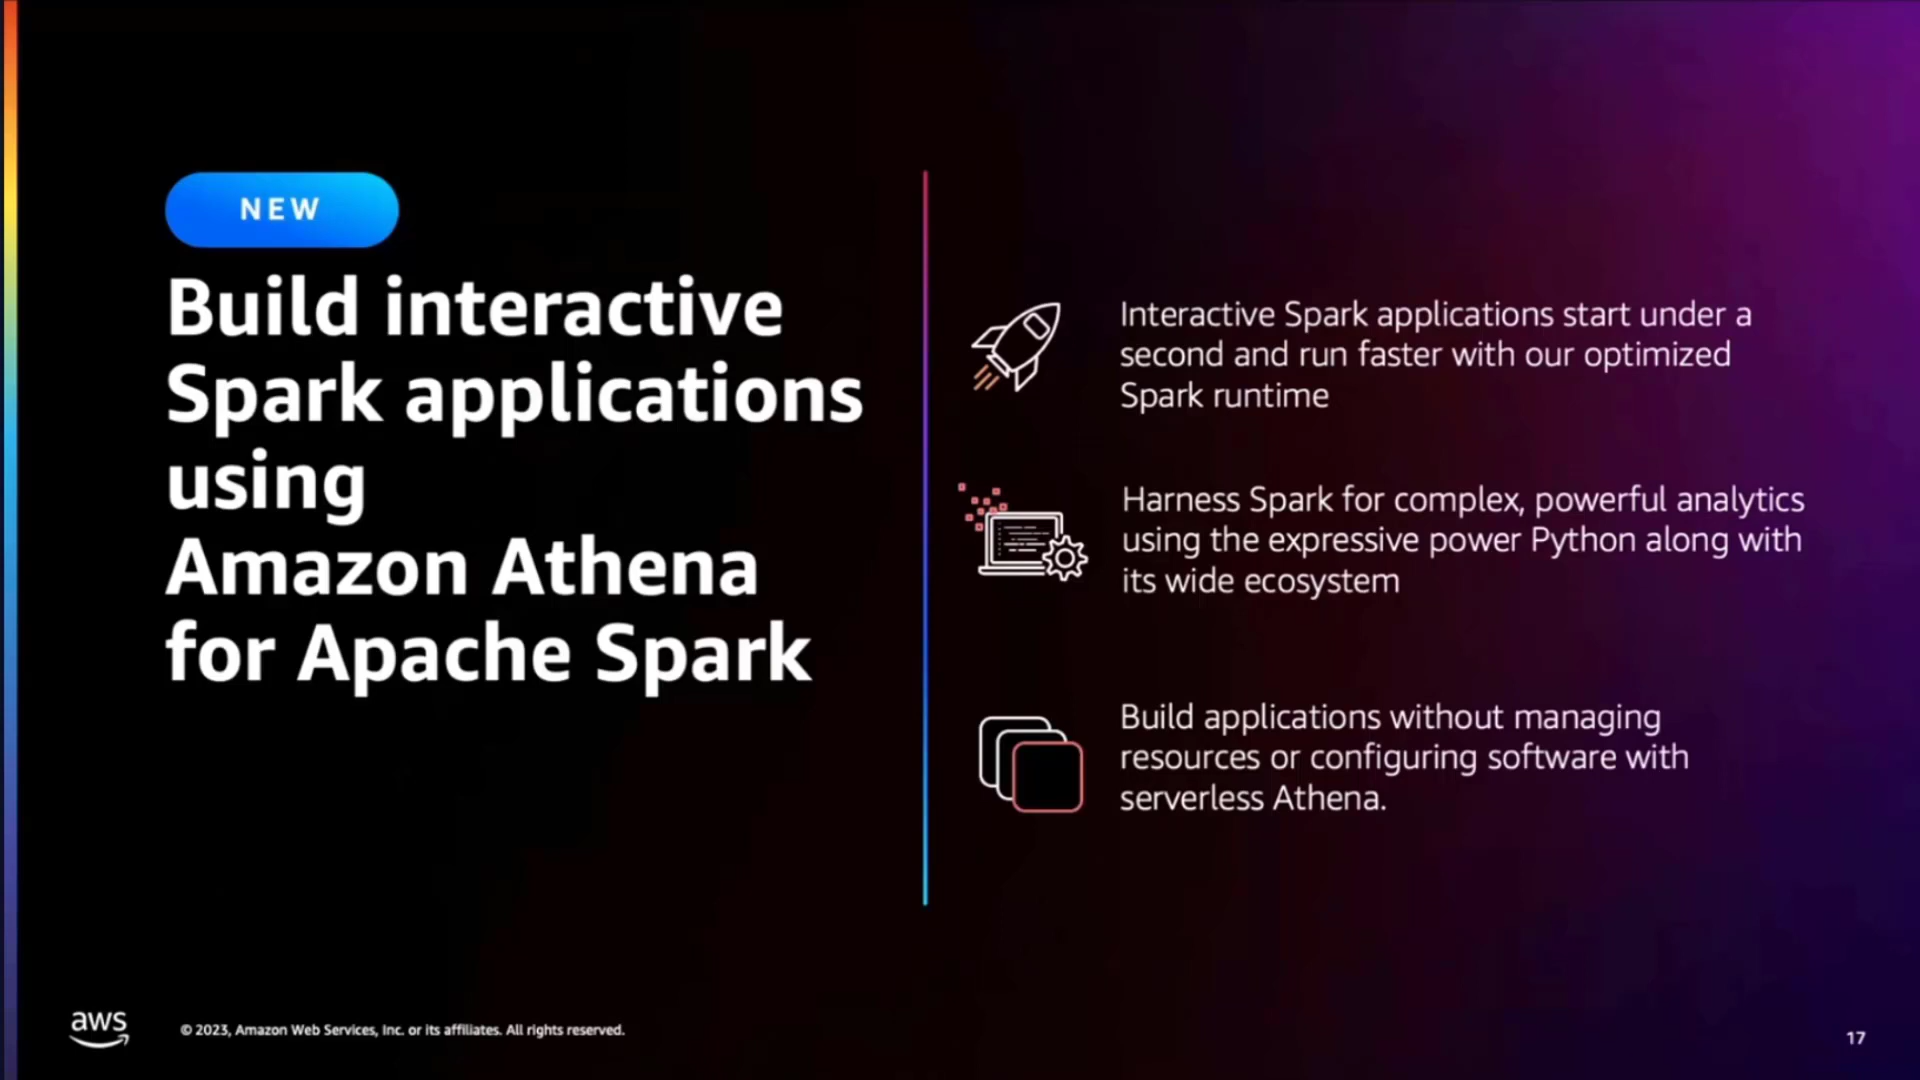 NEW
Build interactive
Spark applications
using
Amazon Athena
for Apache Spark
Interactive Spark applications start under a
second and run faster with our optimized
Spark runtime
Harness Spark for complex, powerful analytics
using the expressive power Python along with
its wide ecosystem
Build applications without managing
resources or configuring software with
serverless Athena.
aws
© 2023, Amazon Web Services, Inc. or its affiliates. All rights reserved.
17